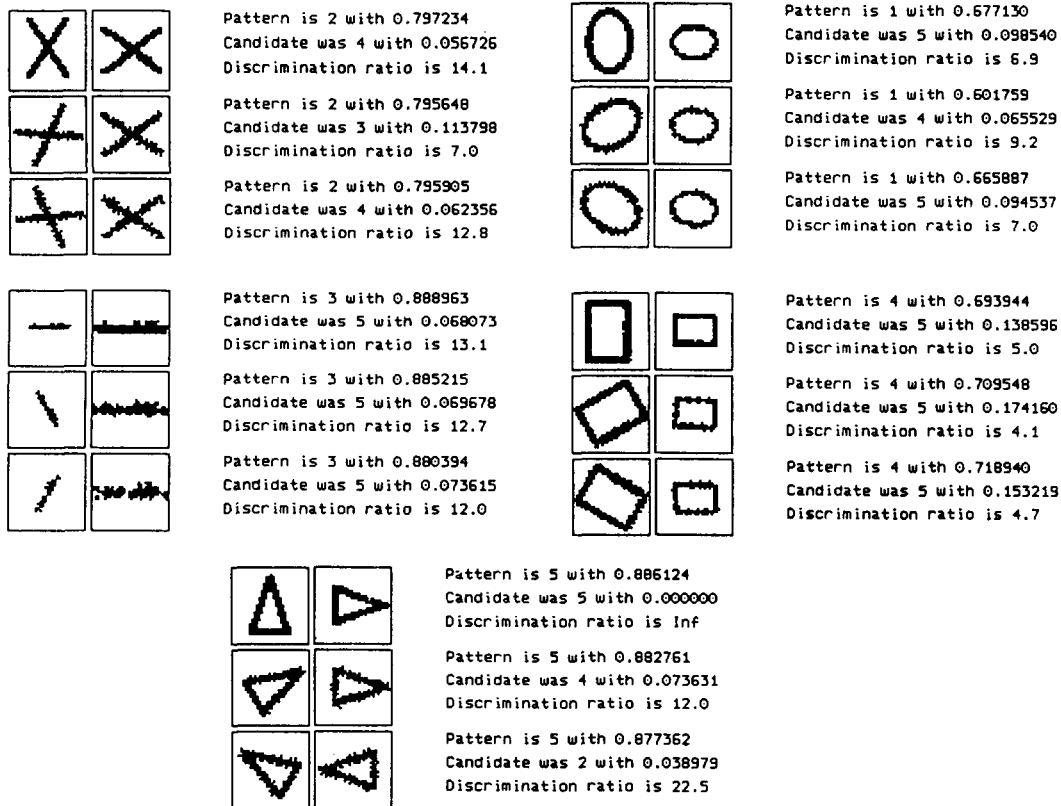 Pattern is 2 with 0.797234
Candidate was 4 with 0.056726
Discrimination ratio is 14.1
Pattern is 2 with 0.795648
Candidate was 3 with 0.113798
Discrimination ratio is 7.0
Pattern is 2 with 0.795905
Candidate was 4 with 0.062356
Discrimination ratio is 12.8
Pattern is 1 with 0.677130
Candidate was 5 with 0.098540
Discrimination ratio is 6.9
Pattern is 1 with 0.601759
Candidate was 4 with 0.065529
Discrimination ratio is 9.2
Pattern is 1 with 0.665887
Candidate was 5 with 0.094537
Discrimination ratio is 7.0
Pattern is 3 with 0.888963
Candidate was 5 with 0.068073
Discrimination ratio is 13.1
Pattern is 3 with 0.885215
Candidate was 5 with 0.069678
Discrimination ratio is 12.7
Pattern is 3 with 0.880394
Candidate was 5 with 0.073615
Discrimination ratio is 12.0
Pattern is 4 with 0.693944
Candidate was 5 with 0.138596
Discrimination ratio is 5.0
Pattern is 4 with 0.709548
Candidate was 5 with 0.174160
Discrimination ratio is 4.1
Pattern is 4 with 0.718940
Candidate was 5 with 0.153219
Discrimination ratio is 4.7
Pattern is 5 with 0.886124
Candidate was 5 with 0.000000
Discrimination ratio is Inf
Pattern is 5 with 0.882761
Candidate was 4 with 0.073631
Discrimination ratio is 12.0
Pattern is 5 with 0.877362
Candidate was 2 with 0.038979
Discrimination ratio is 22.5